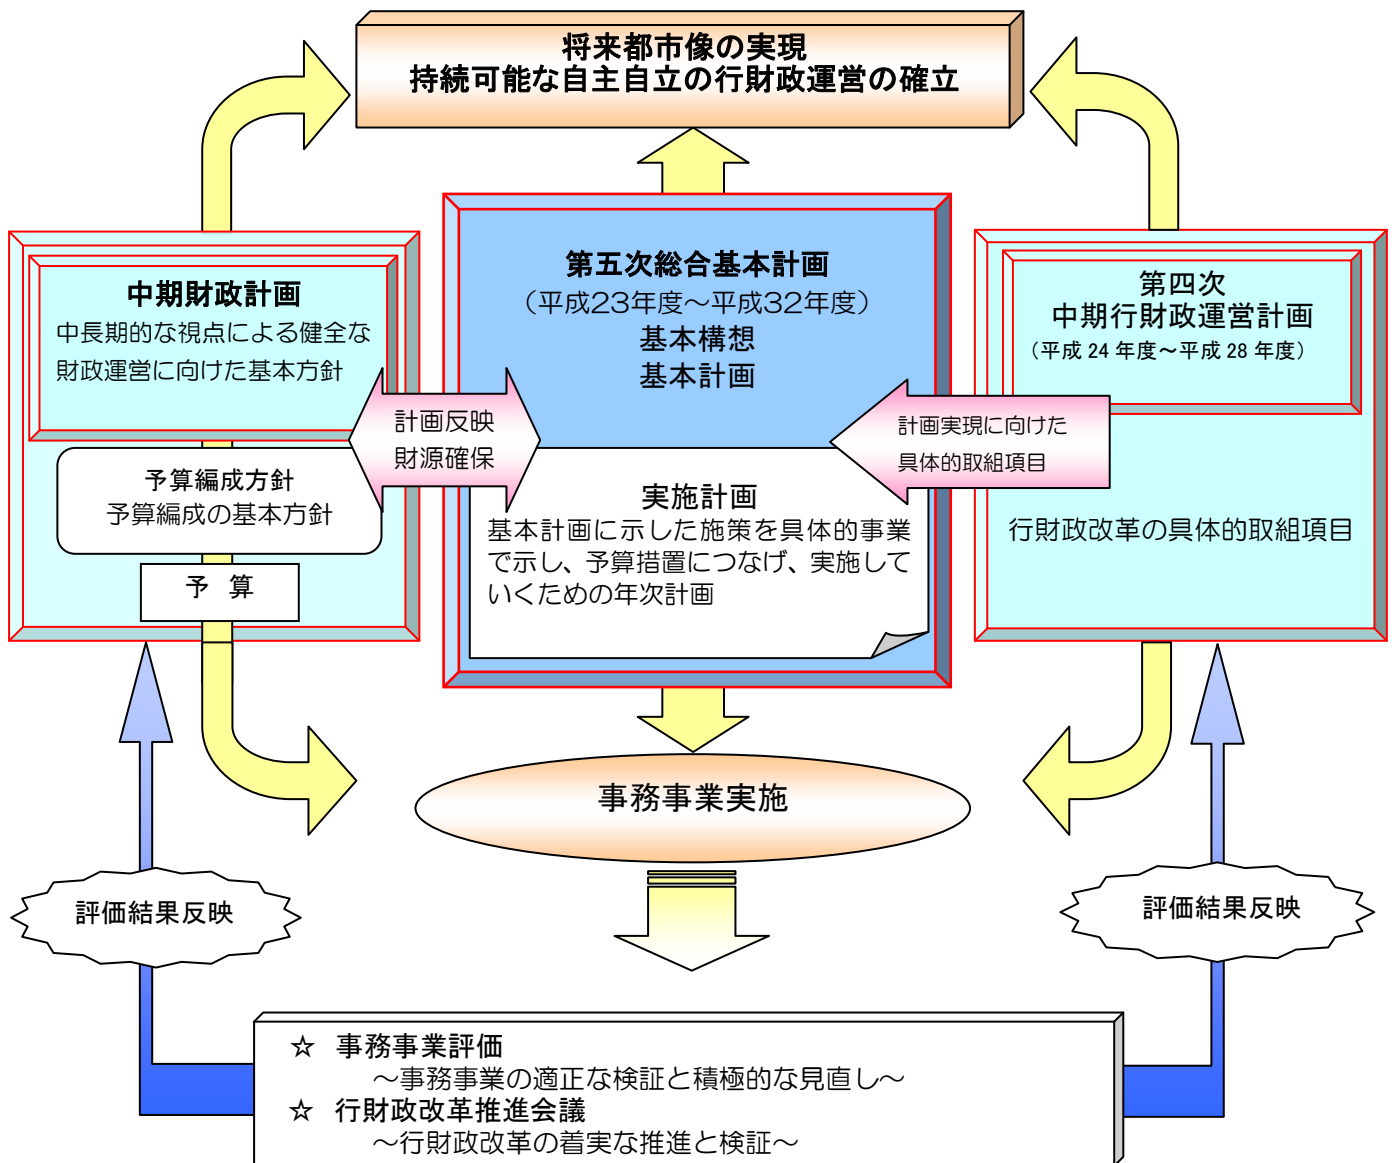 将来都市像の実現
持続可能な自主自立の行財政運営の確立
中期財政計画
中長期的な視点による健全な
財政運営に向けた基本方針
予算編成方針
予算編成の基本方針
予 算
計画反映
財源確保
第五次総合基本計画
（平成23年度～平成32年度）
基本構想
基本計画
実施計画
基本計画に示した施策を具体的事業
で示し、予算措置につなげ、実施して
いくための年次計画
計画実現に向けた
具体的取組項目
第四次
中期行財政運営計画
（平成 24 年度～平成 28 年度）
行財政改革の具体的取組項目
事務事業実施
評価結果反映
評価結果反映
☆ 事務事業評価
～事務事業の適正な検証と積極的な見直し～
☆ 行財政改革推進会議
～行財政改革の着実な推進と検証～